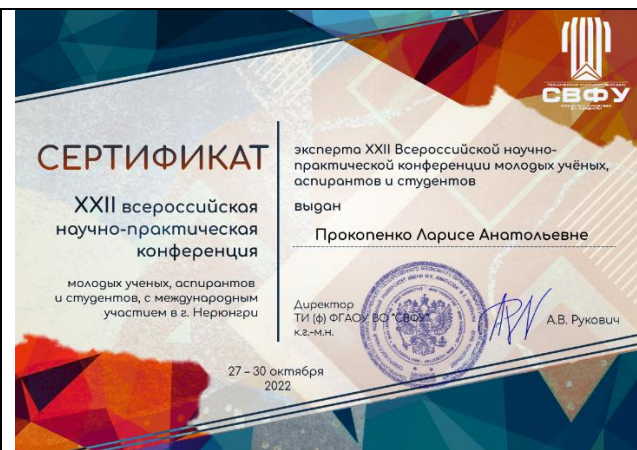 СВФУ
СЕРТИФИКАТ
XXII всероссийская
научно-практическая
конференция
молодых ученых, аспирантов
и студентов, с международным
участием в г. Нерюнгри
27 – 30 октября
2022
эксперта XXII Всероссийской научно-
практической конференции молодых учёных,
аспирантов и студентов
выдан
Прокопенко Ларисе Анатольевне
Директор
ТИ (ф) ФГАОУ ВО "СВФУ"
к.г.-м.н.
А.В. Рукович